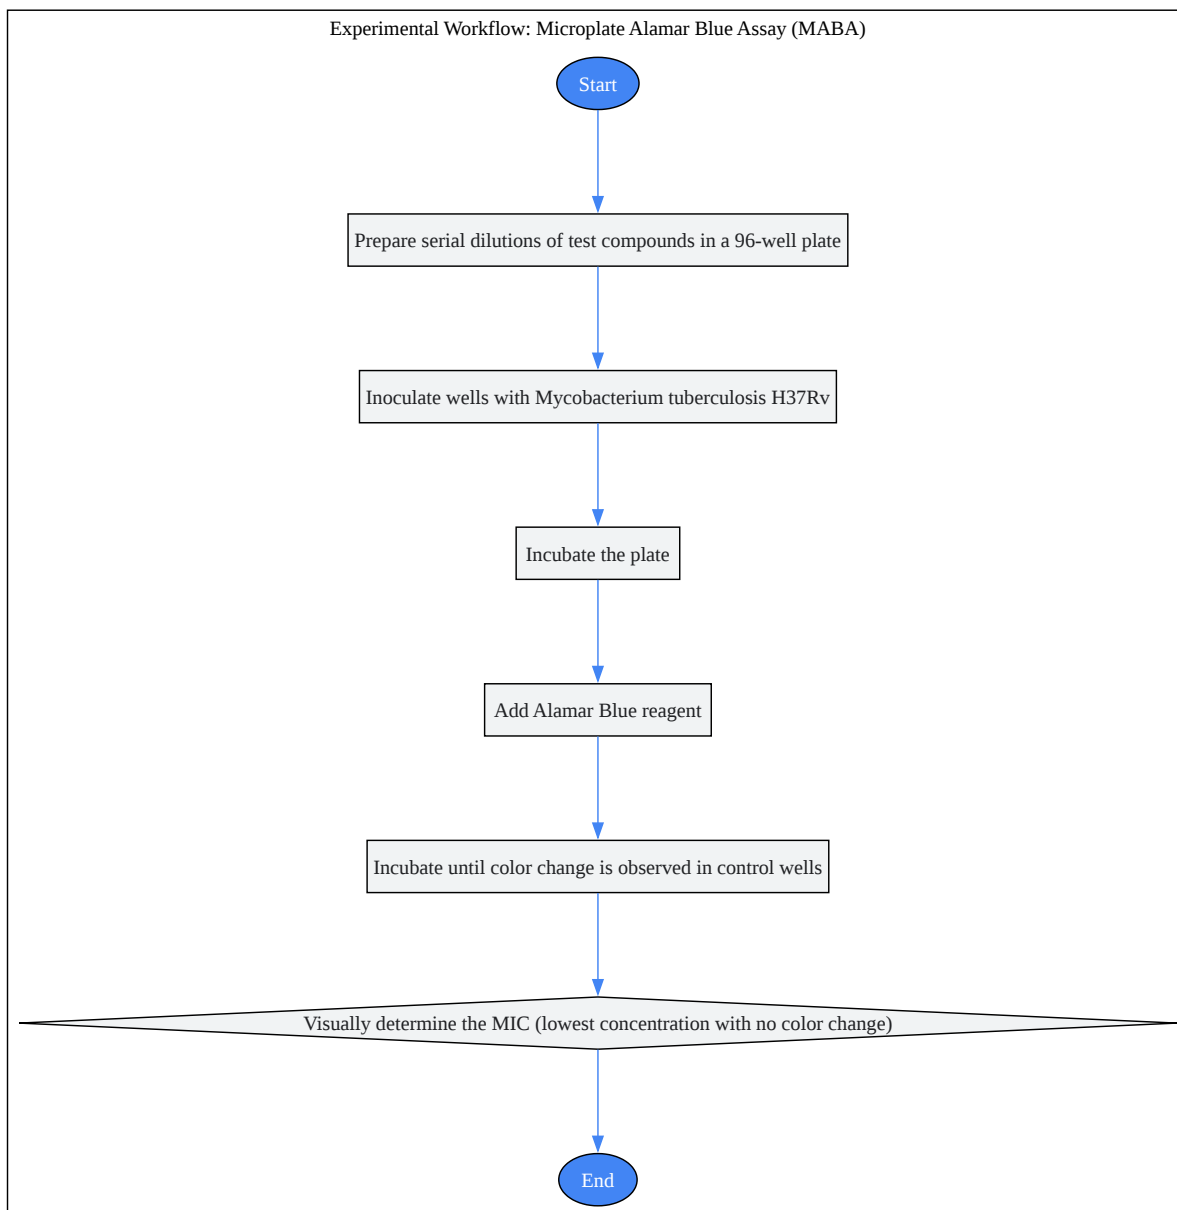 Experimental Workflow: Microplate Alamar Blue Assay (MABA)
Start
Prepare serial dilutions of test compounds in a 96-well plate
Inoculate wells with Mycobacterium tuberculosis H37Rv
Incubate the plate
Add Alamar Blue reagent
Incubate until color change is observed in control wells
Visually determine the MIC (lowest concentration with no color change)
End